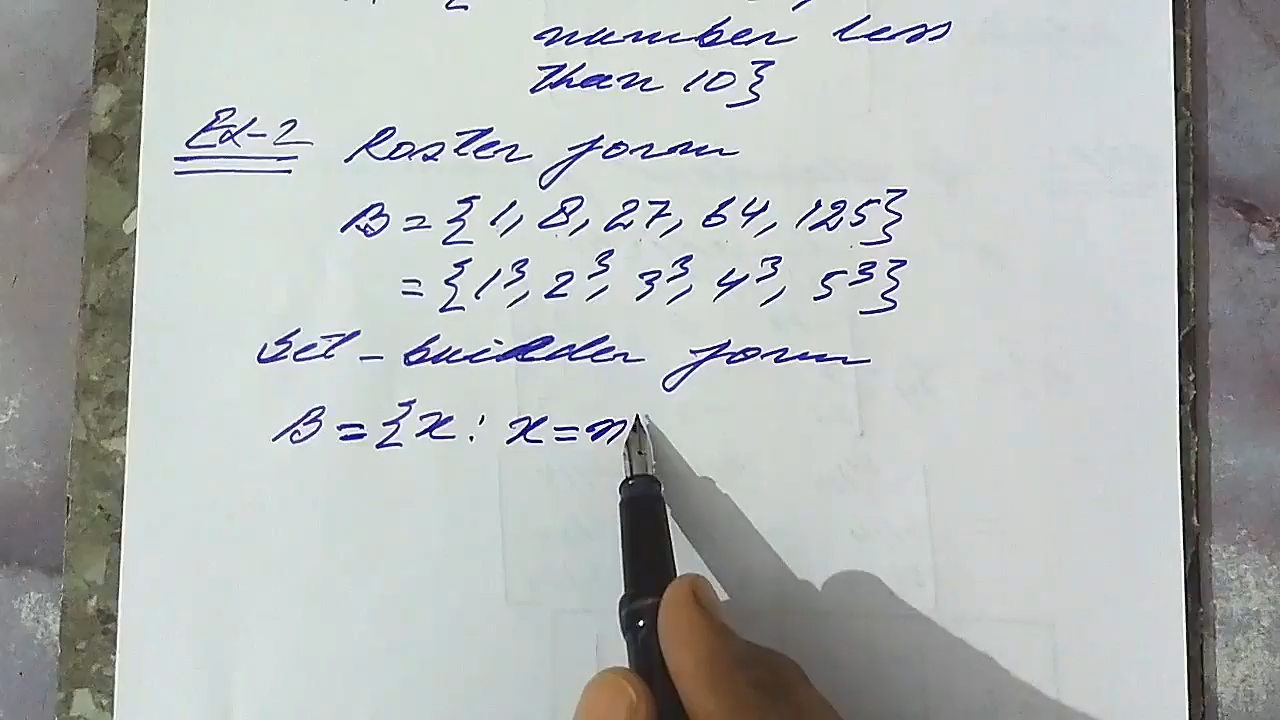 number less
than 10}
Ex-2 Roster form
B = {1, 8, 27, 64, 125}
= {1³, 2³, 3³, 4³, 5³}
Set-builder form
B = {x : x = n